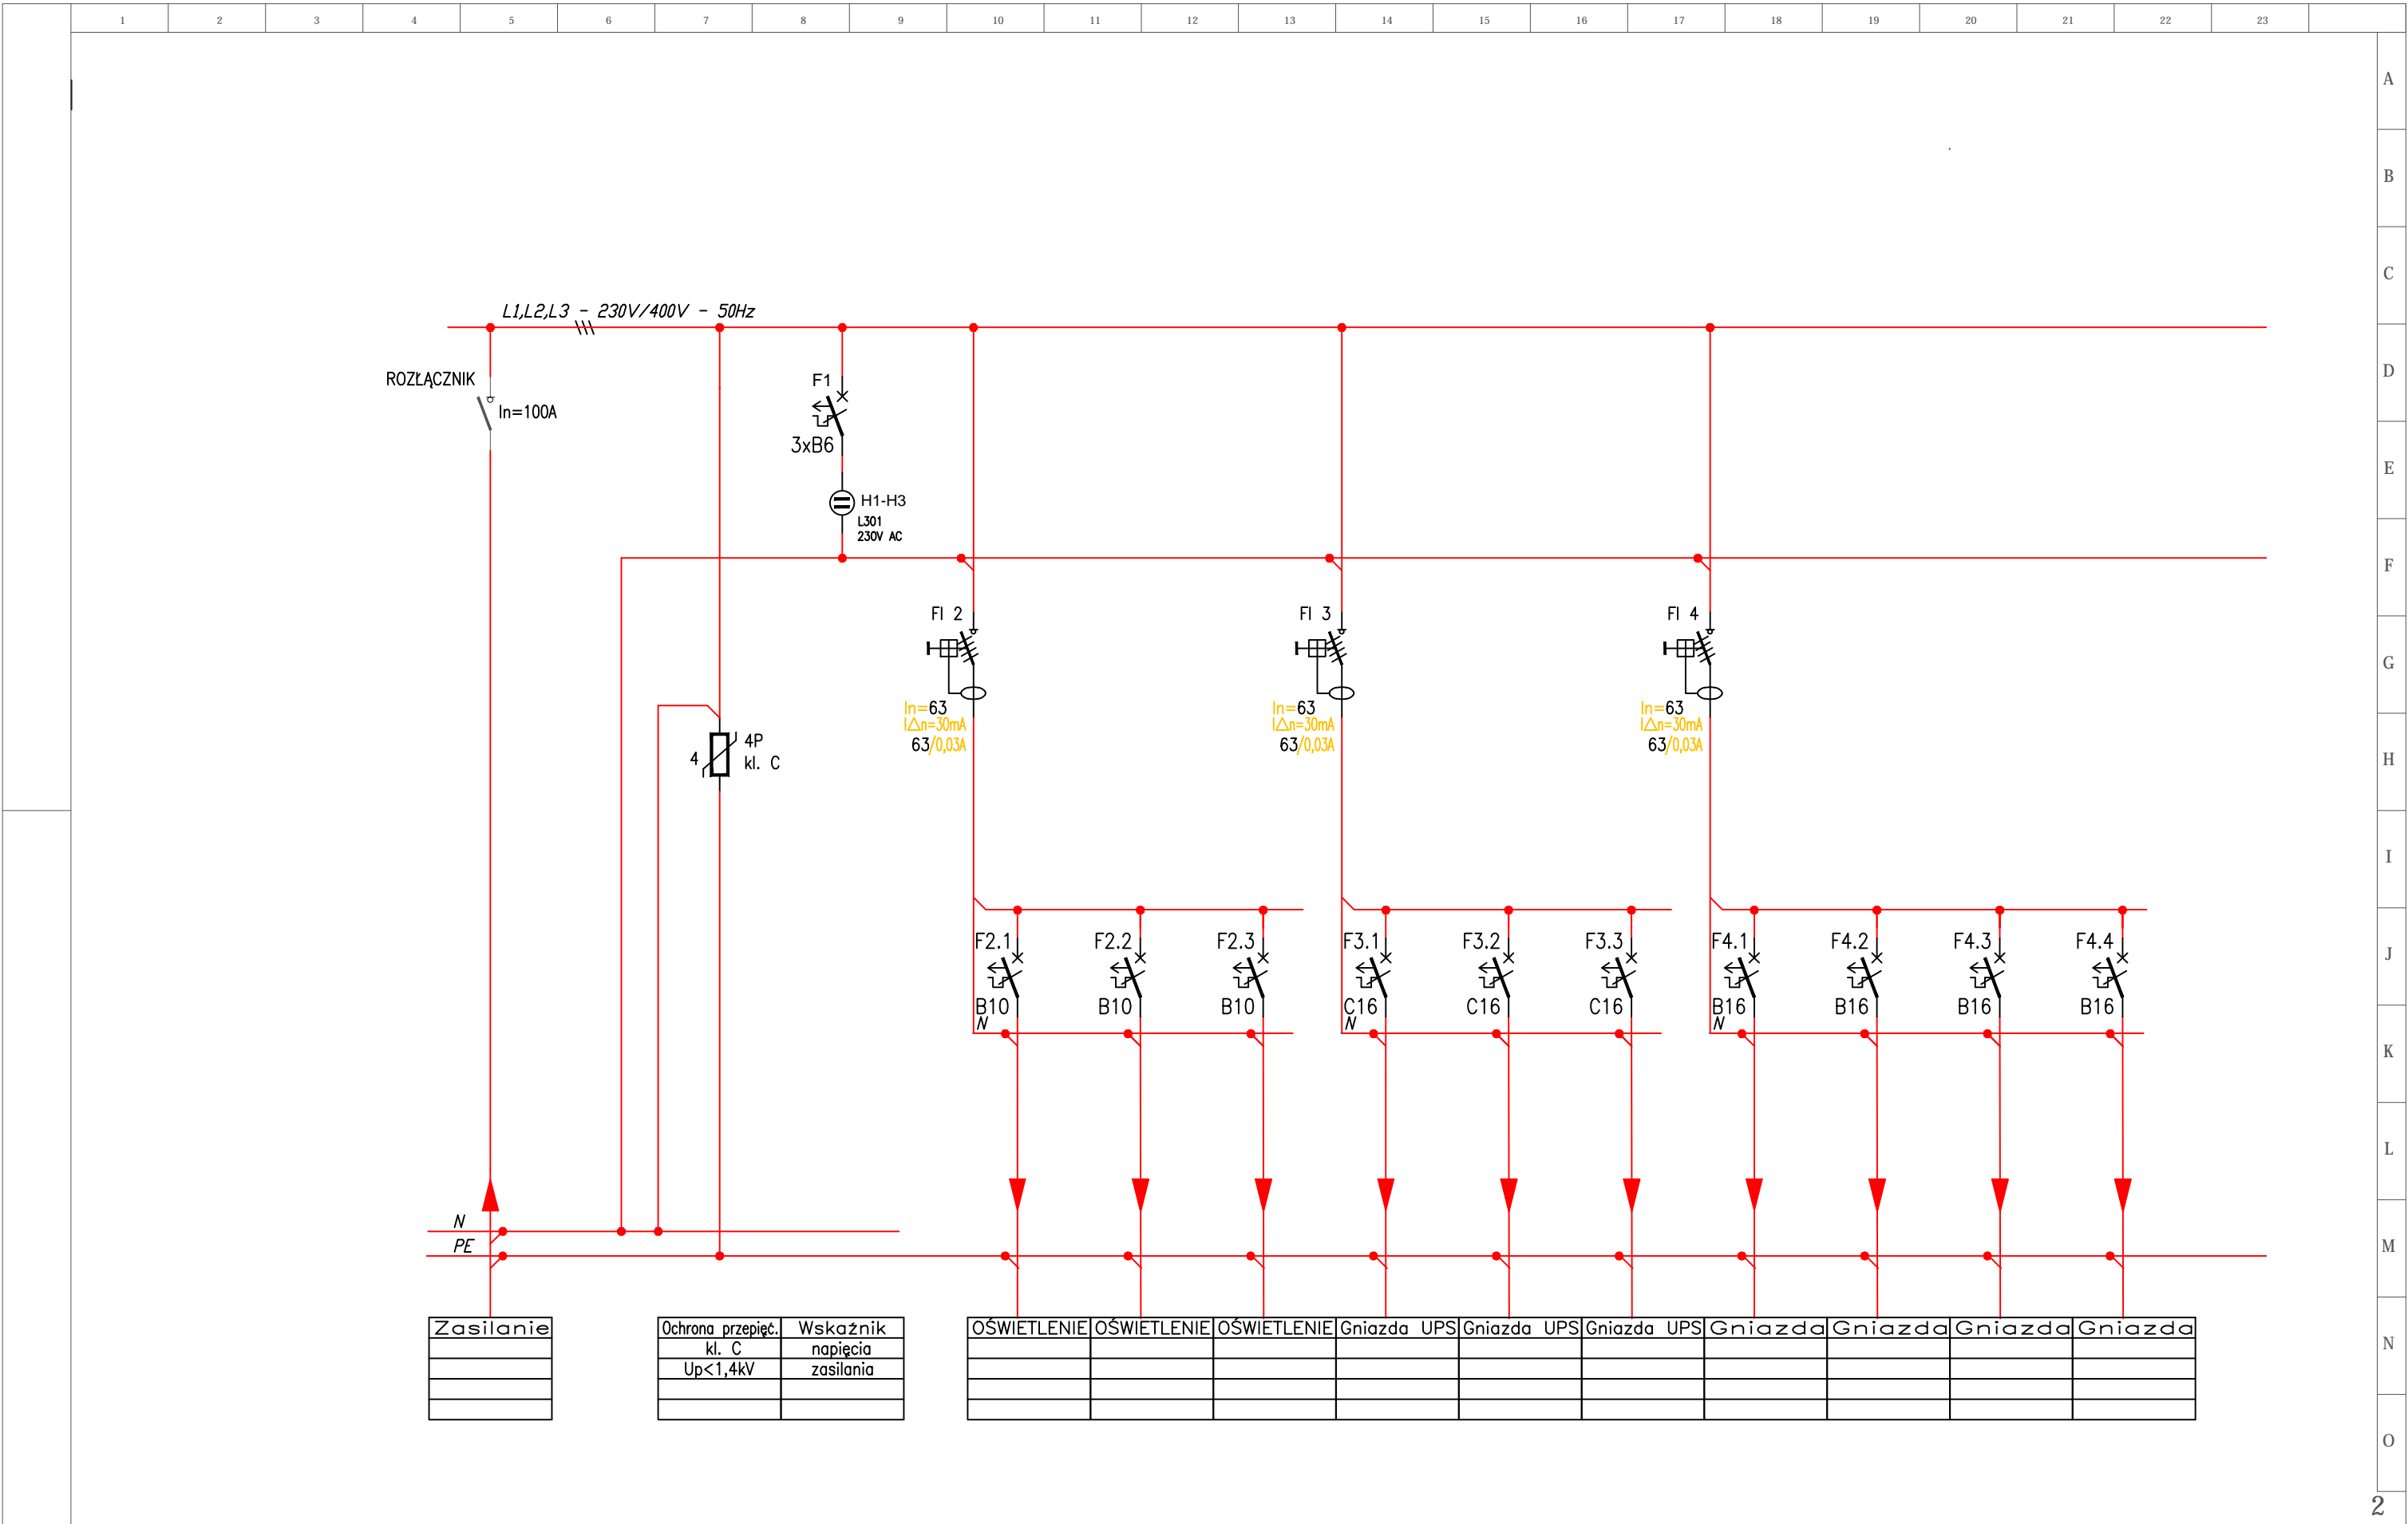 1 2 3 4 5 6 7 8 9 10 11 12 13 14 15 16 17 18 19 20 21 22 23
A
B
C
L1,L2,L3 - 230V/400V - 50Hz
D
ROZŁĄCZNIK
In=100A
F1
3xB6
E
H1-H3
L301
230V AC
F
FI 2
FI 3
FI 4
G
In=63
I△n=30mA
63/0,03A
In=63
I△n=30mA
63/0,03A
In=63
I△n=30mA
63/0,03A
4
4P
kl. C
H
I
F2.1 F2.2 F2.3 F3.1 F3.2 F3.3 F4.1 F4.2 F4.3 F4.4
J
B10 B10 B10 C16 C16 C16 B16 B16 B16 B16
N N N
K
L
N
PE
M
Zasilanie
Ochrona przepięć.
kl. C
Up<1,4kV
Wskaźnik
napięcia
zasilania
OŚWIETLENIE OŚWIETLENIE OŚWIETLENIE Gniazda UPS Gniazda UPS Gniazda UPS Gniazda Gniazda Gniazda Gniazda
N
O
2